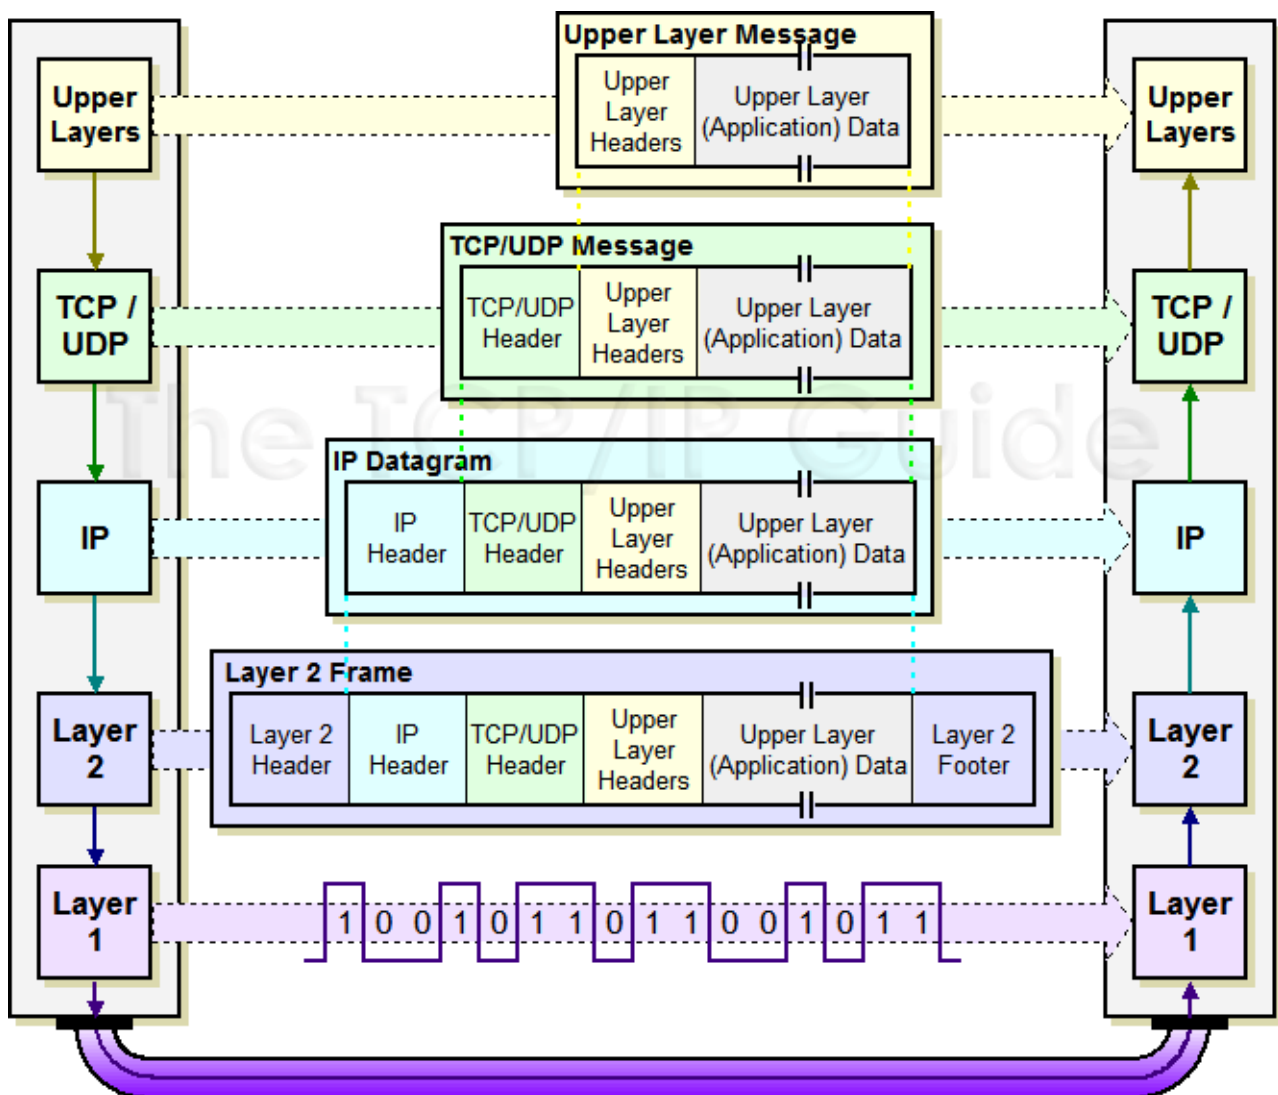 Upper Layer Message
Upper
Layers
Upper
Layer
Headers
Upper Layer
(Application) Data
Upper
Layers
TCP/UDP Message
TCP /
UDP
TCP/UDP
Header
Upper
Layer
Headers
Upper Layer
(Application) Data
TCP /
UDP
The TCP/IP Guide
IP Datagram
IP
IP
Header
TCP/UDP
Header
Upper
Layer
Headers
Upper Layer
(Application) Data
IP
Layer 2 Frame
Layer
2
Layer 2
Header
IP
Header
TCP/UDP
Header
Upper
Layer
Headers
Upper Layer
(Application) Data
Layer 2
Footer
Layer
2
Layer
1
1 0 0 1 0 1 1 0 1 1 0 0 1 0 1 1
Layer
1